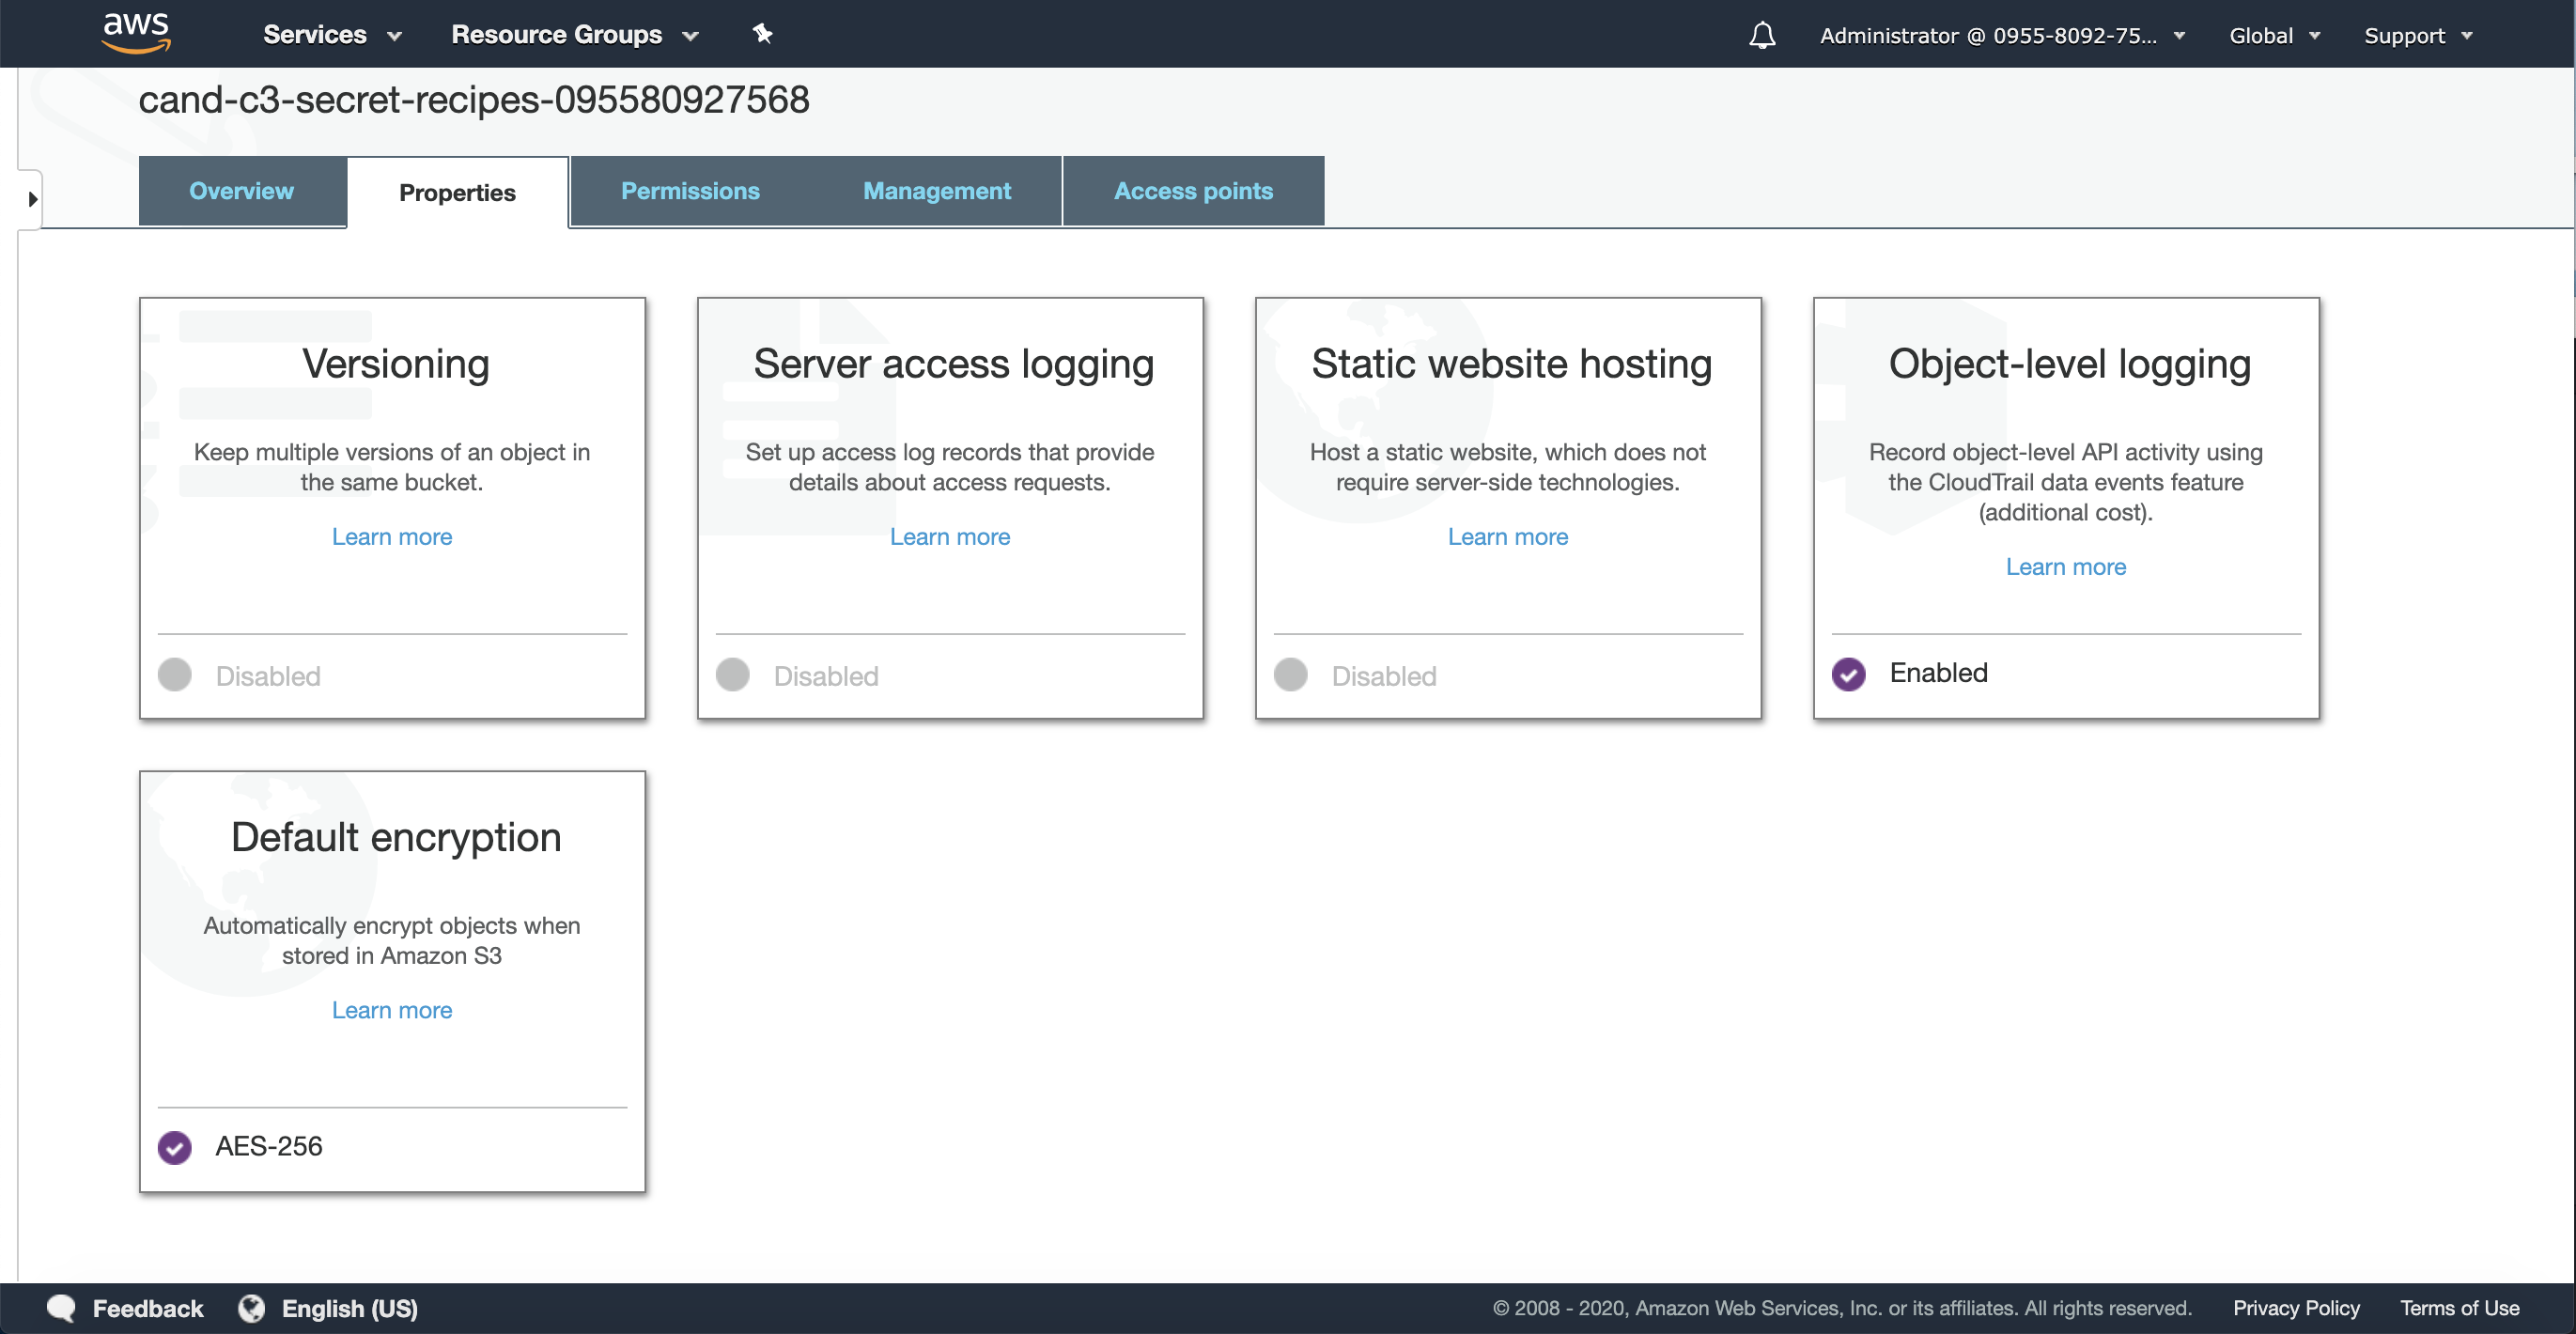 aws Services Resource Groups Administrator @ 0955-8092-75... Global Support
cand-c3-secret-recipes-095580927568
Overview Properties Permissions Management Access points
Versioning
Keep multiple versions of an object in
the same bucket.
Learn more
Disabled
Server access logging
Set up access log records that provide
details about access requests.
Learn more
Disabled
Static website hosting
Host a static website, which does not
require server-side technologies.
Learn more
Disabled
Object-level logging
Record object-level API activity using
the CloudTrail data events feature
(additional cost).
Learn more
Enabled
Default encryption
Automatically encrypt objects when
stored in Amazon S3
Learn more
AES-256
Feedback English (US) © 2008 - 2020, Amazon Web Services, Inc. or its affiliates. All rights reserved. Privacy Policy Terms of Use